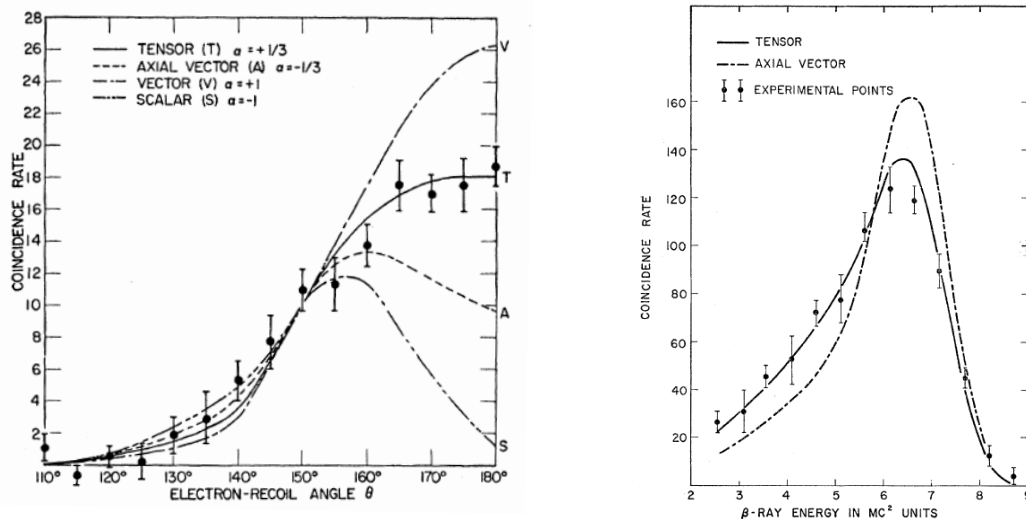 28
26
24
22
20
18
16
14
12
10
8
6
4
2
COINCIDENCE RATE
TENSOR (T) α = +1/3
AXIAL VECTOR (A) α = -1/3
VECTOR (V) α = +1
SCALAR (S) α = -1
V
T
A
S
110° 120° 130° 140° 150° 160° 170° 180°
ELECTRON-RECOIL ANGLE θ
TENSOR
AXIAL VECTOR
EXPERIMENTAL POINTS
160
140
120
100
80
60
40
20
COINCIDENCE RATE
2 3 4 5 6 7 8 9
β-RAY ENERGY IN MC² UNITS